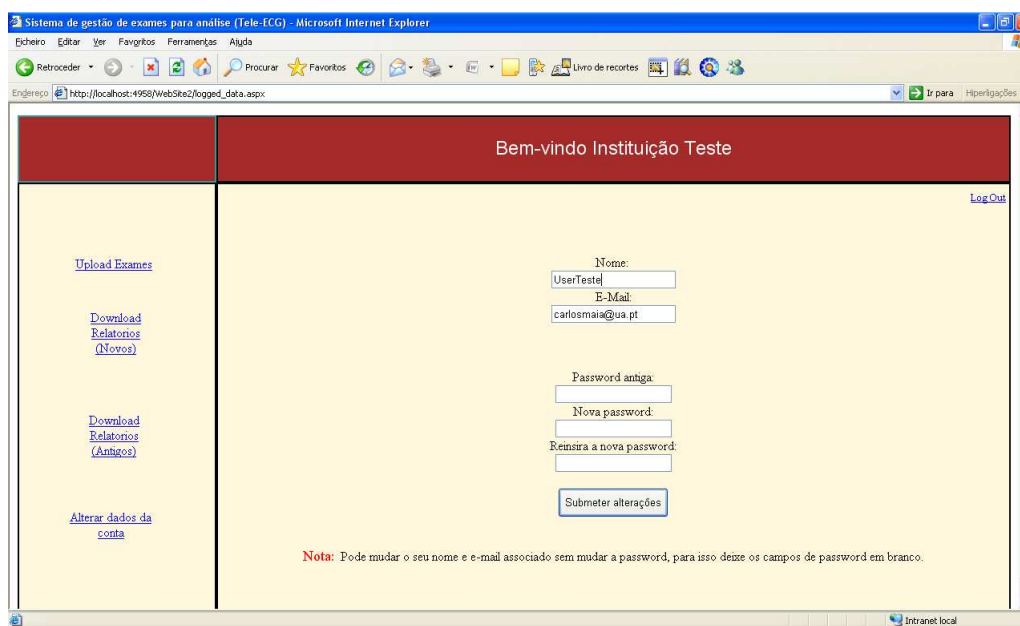 Sistema de gestão de exames para análise (Tele-ECG) - Microsoft Internet Explorer
Ficheiro Editar Ver Favoritos Ferramentas Ajuda
Retroceder Procurar Favoritos Livro de recortes
Endereço http://localhost:4958/WebSite2/logged_data.aspx Ir para Hiperligações
Bem-vindo Instituição Teste
LogOut
Upload Exames
Download
Relatorios
(Novos)
Download
Relatorios
(Antigos)
Alterar dados da
conta
Nome:
UserTeste
E-Mail:
carlosmaia@ua.pt
Password antiga:
Nova password:
Reinsira a nova password:
Submeter alterações
Nota: Pode mudar o seu nome e e-mail associado sem mudar a password, para isso deixe os campos de password em branco.
Intranet local